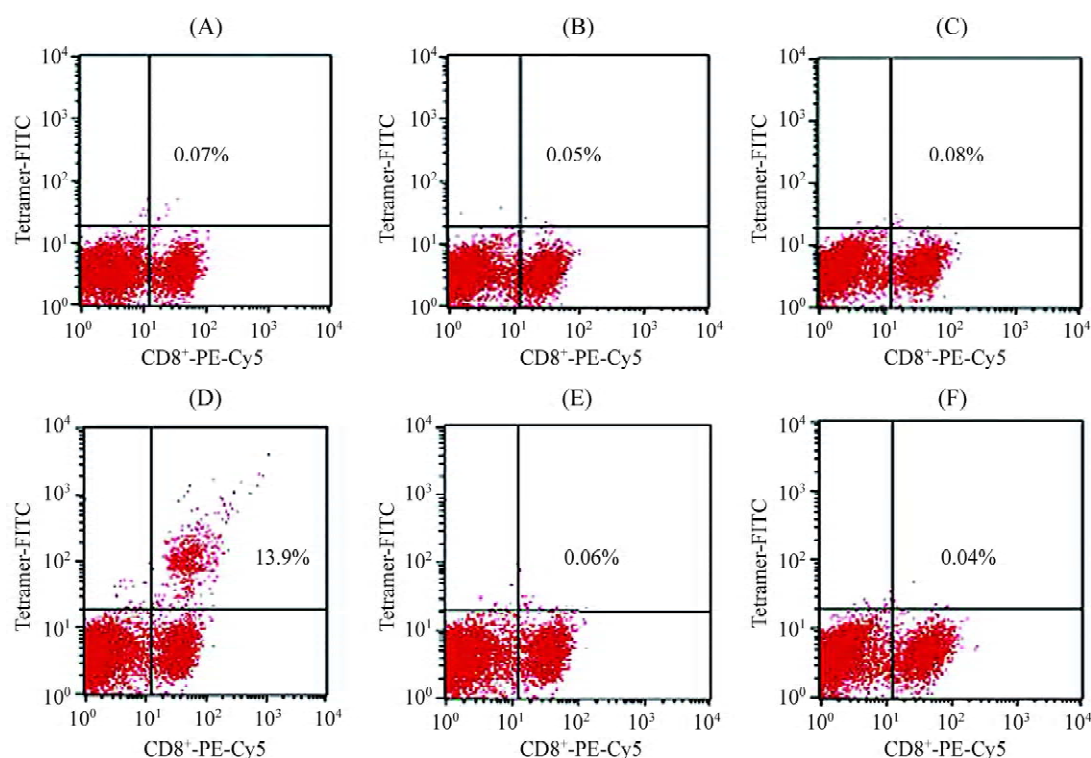 (A)
(B)
(C)
10⁴
10³
10²
10¹
10⁰
Tetramer-FITC
0.07%
10⁰ 10¹ 10² 10³ 10⁴
CD8⁺-PE-Cy5
10⁴
10³
10²
10¹
10⁰
Tetramer-FITC
0.05%
10⁰ 10¹ 10² 10³ 10⁴
CD8⁺-PE-Cy5
10⁴
10³
10²
10¹
10⁰
Tetramer-FITC
0.08%
10⁰ 10¹ 10² 10³ 10⁴
CD8⁺-PE-Cy5
(D)
(E)
(F)
10⁴
10³
10²
10¹
10⁰
Tetramer-FITC
13.9%
10⁰ 10¹ 10² 10³ 10⁴
CD8⁺-PE-Cy5
10⁴
10³
10²
10¹
10⁰
Tetramer-FITC
0.06%
10⁰ 10¹ 10² 10³ 10⁴
CD8⁺-PE-Cy5
10⁴
10³
10²
10¹
10⁰
Tetramer-FITC
0.04%
10⁰ 10¹ 10² 10³ 10⁴
CD8⁺-PE-Cy5